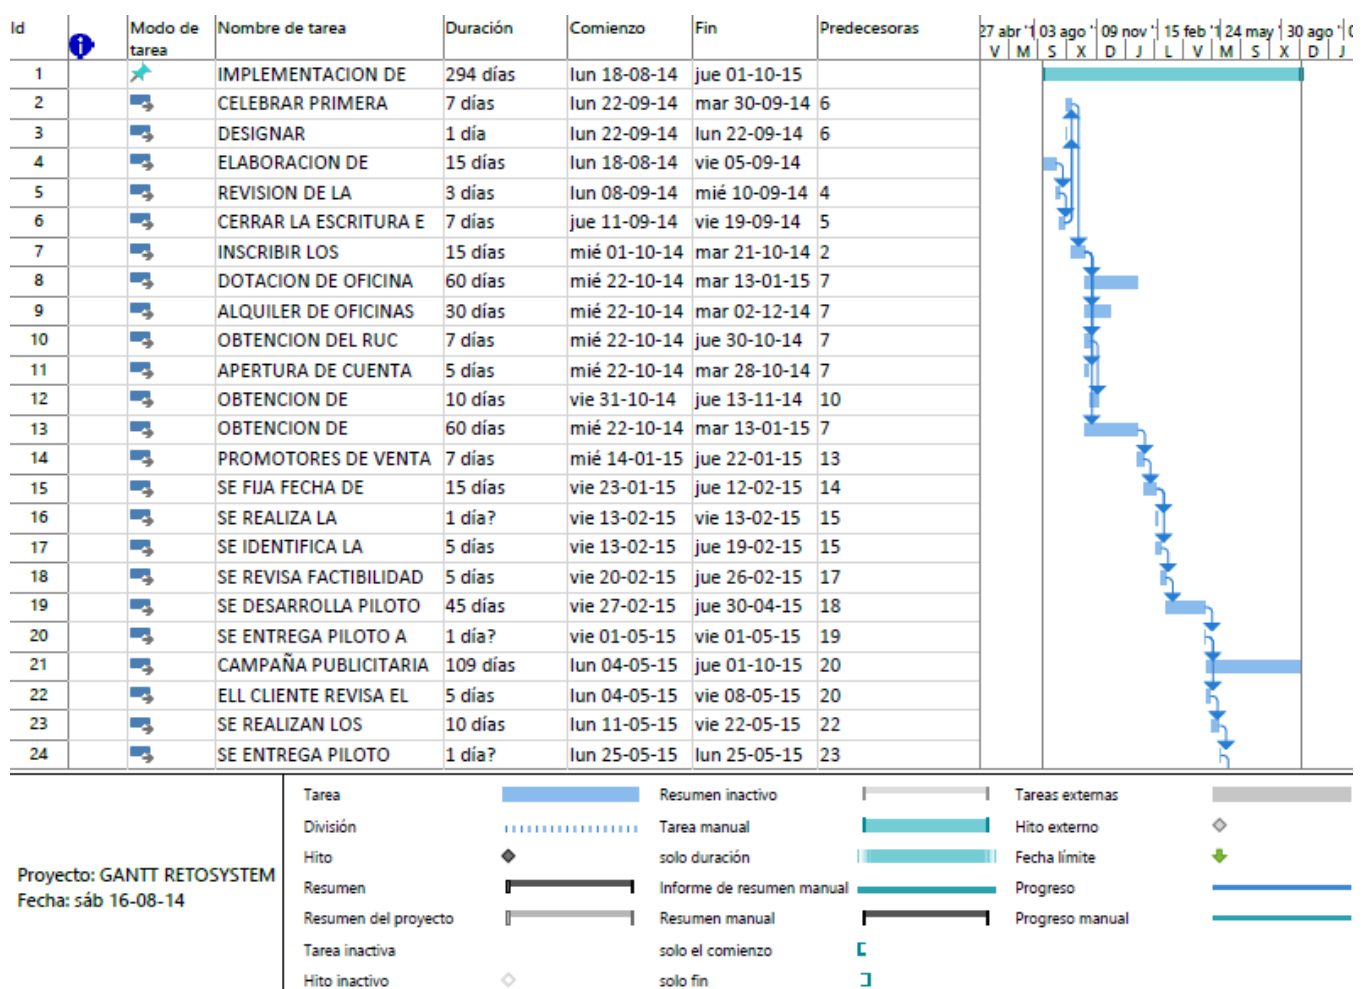 Id Modo de tarea Nombre de tarea Duración Comienzo Fin Predecesoras
27 abr '1 03 ago '1 09 nov '1 15 feb '1 24 may ' 30 ago '
V M S X D J L V M S X D J
1 IMPLEMENTACION DE 294 días lun 18-08-14 jue 01-10-15
2 CELEBRAR PRIMERA 7 días lun 22-09-14 mar 30-09-14 6
3 DESIGNAR 1 día lun 22-09-14 lun 22-09-14 6
4 ELABORACION DE 15 días lun 18-08-14 vie 05-09-14
5 REVISION DE LA 3 días lun 08-09-14 mié 10-09-14 4
6 CERRAR LA ESCRITURA E 7 días jue 11-09-14 vie 19-09-14 5
7 INSCRIBIR LOS 15 días mié 01-10-14 mar 21-10-14 2
8 DOTACION DE OFICINA 60 días mié 22-10-14 mar 13-01-15 7
9 ALQUILER DE OFICINAS 30 días mié 22-10-14 mar 02-12-14 7
10 OBTENCION DEL RUC 7 días mié 22-10-14 jue 30-10-14 7
11 APERTURA DE CUENTA 5 días mié 22-10-14 mar 28-10-14 7
12 OBTENCION DE 10 días vie 31-10-14 jue 13-11-14 10
13 OBTENCION DE 60 días mié 22-10-14 mar 13-01-15 7
14 PROMOTORES DE VENTA 7 días mié 14-01-15 jue 22-01-15 13
15 SE FIJA FECHA DE 15 días vie 23-01-15 jue 12-02-15 14
16 SE REALIZA LA 1 día? vie 13-02-15 vie 13-02-15 15
17 SE IDENTIFICA LA 5 días vie 13-02-15 jue 19-02-15 15
18 SE REVISA FACTIBILIDAD 5 días vie 20-02-15 jue 26-02-15 17
19 SE DESARROLLA PILOTO 45 días vie 27-02-15 jue 30-04-15 18
20 SE ENTREGA PILOTO A 1 día? vie 01-05-15 vie 01-05-15 19
21 CAMPAÑA PUBLICITARIA 109 días lun 04-05-15 jue 01-10-15 20
22 ELL CLIENTE REVISA EL 5 días lun 04-05-15 vie 08-05-15 20
23 SE REALIZAN LOS 10 días lun 11-05-15 vie 22-05-15 22
24 SE ENTREGA PILOTO 1 día? lun 25-05-15 lun 25-05-15 23
Proyecto: GANTT RETOSYSTEM
Fecha: sáb 16-08-14
Tarea
División
Hito
Resumen
Resumen del proyecto
Tarea inactiva
Hito inactivo
Resumen inactivo
Tarea manual
solo duración
Informe de resumen manual
Resumen manual
solo el comienzo
solo fin
Tareas externas
Hito externo
Fecha límite
Progreso
Progreso manual